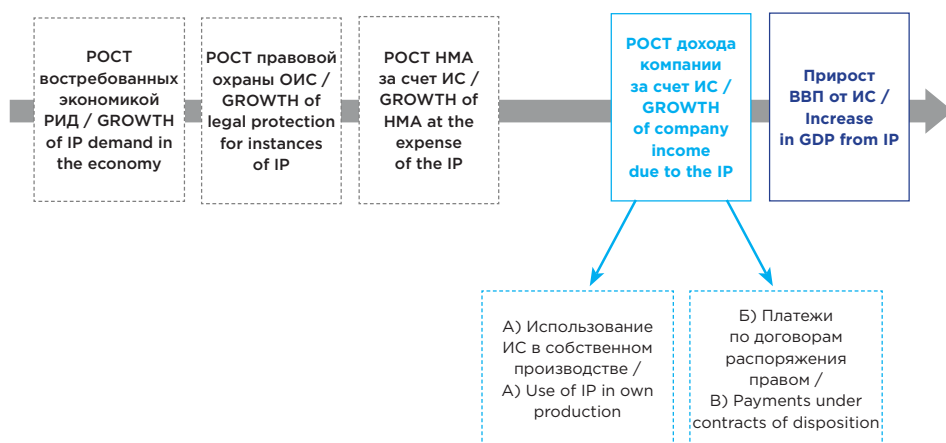 РОСТ
востребованных
экономикой
РИД / GROWTH
of IP demand in
the economy
РОСТ правовой
охраны ОИС /
GROWTH of
legal protection
for instances
of IP
РОСТ НМА
за счет ИС /
GROWTH of
HMA at the
expense
of the IP
РОСТ дохода
компании
за счет ИС /
GROWTH
of company
income
due to the IP
Прирост
ВВП от ИС /
Increase
in GDP from IP
А) Использование
ИС в собственном
производстве /
A) Use of IP in own
production
Б) Платежи
по договорам
распоряжения
правом /
B) Payments under
contracts of disposition